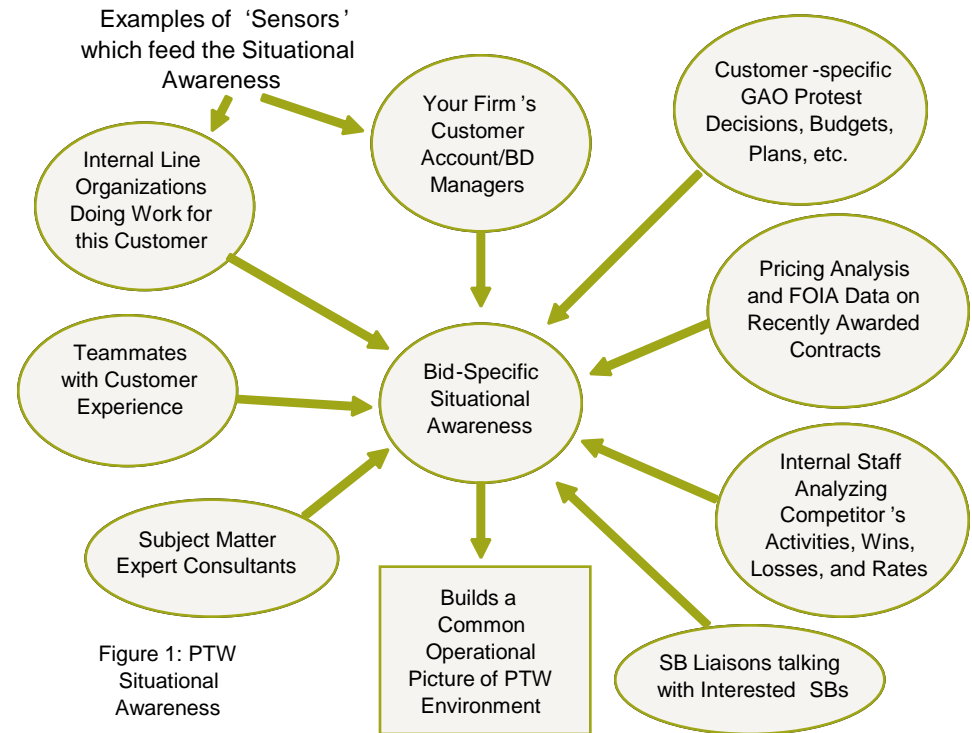 Examples of 'Sensors'
which feed the Situational
Awareness
Your Firm's
Customer
Account/BD
Managers
Customer-specific
GAO Protest
Decisions, Budgets,
Plans, etc.
Internal Line
Organizations
Doing Work for
this Customer
Pricing Analysis
and FOIA Data on
Recently Awarded
Contracts
Teammates
with Customer
Experience
Bid-Specific
Situational
Awareness
Internal Staff
Analyzing
Competitor's
Activities, Wins,
Losses, and Rates
Subject Matter
Expert Consultants
Builds a
Common
Operational
Picture of PTW
Environment
SB Liaisons talking
with Interested SBs
Figure 1: PTW
Situational
Awareness